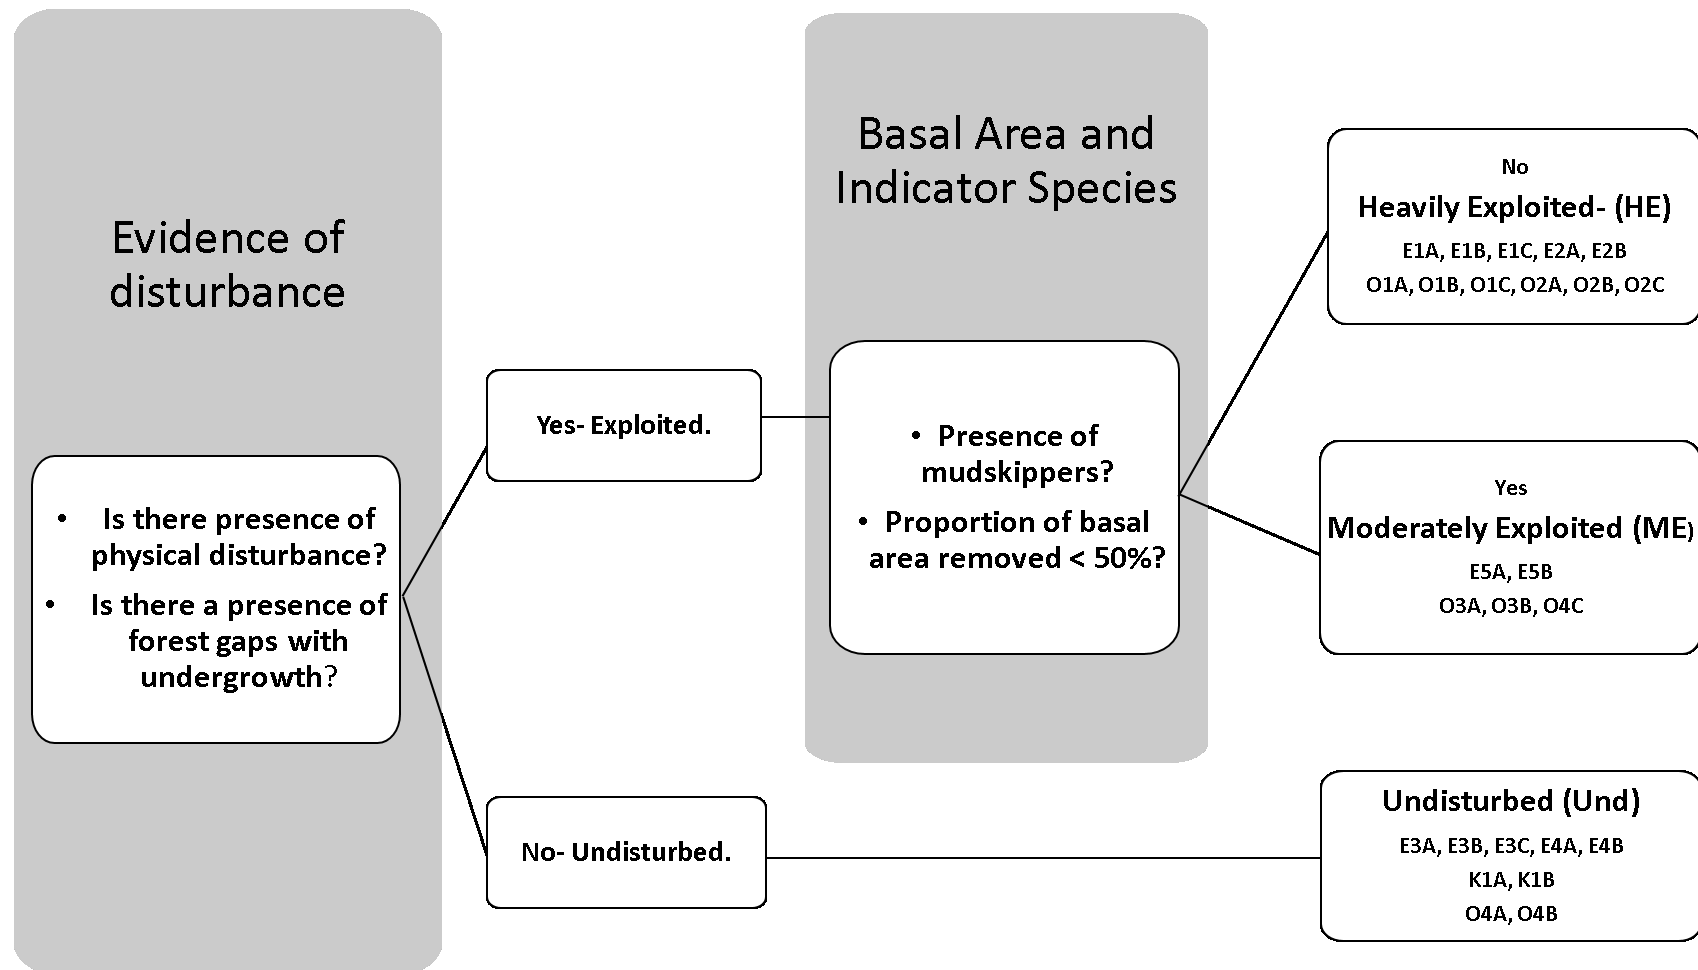 Evidence of
disturbance
• Is there presence of
physical disturbance?
• Is there a presence of
forest gaps with
undergrowth?
Yes- Exploited.
No- Undisturbed.
Basal Area and
Indicator Species
• Presence of
mudskippers?
• Proportion of basal
area removed < 50%?
No
Heavily Exploited- (HE)
E1A, E1B, E1C, E2A, E2B
O1A, O1B, O1C, O2A, O2B, O2C
Yes
Moderately Exploited (ME)
E5A, E5B
O3A, O3B, O4C
Undisturbed (Und)
E3A, E3B, E3C, E4A, E4B
K1A, K1B
O4A, O4B